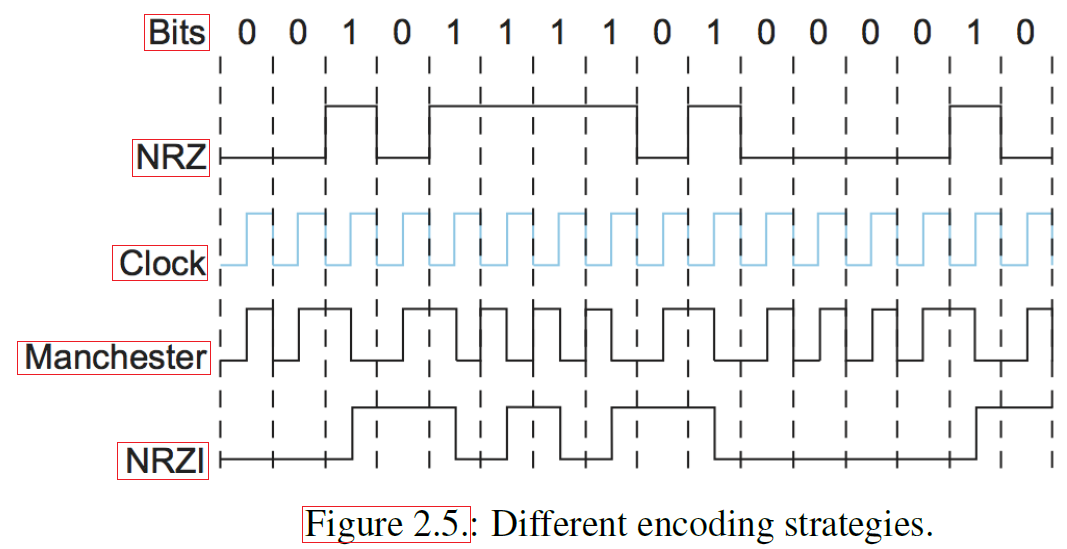 Bits 0 0 1 0 1 1 1 1 0 1 0 0 0 0 1 0
NRZ
Clock
Manchester
NRZI
Figure 2.5.: Different encoding strategies.